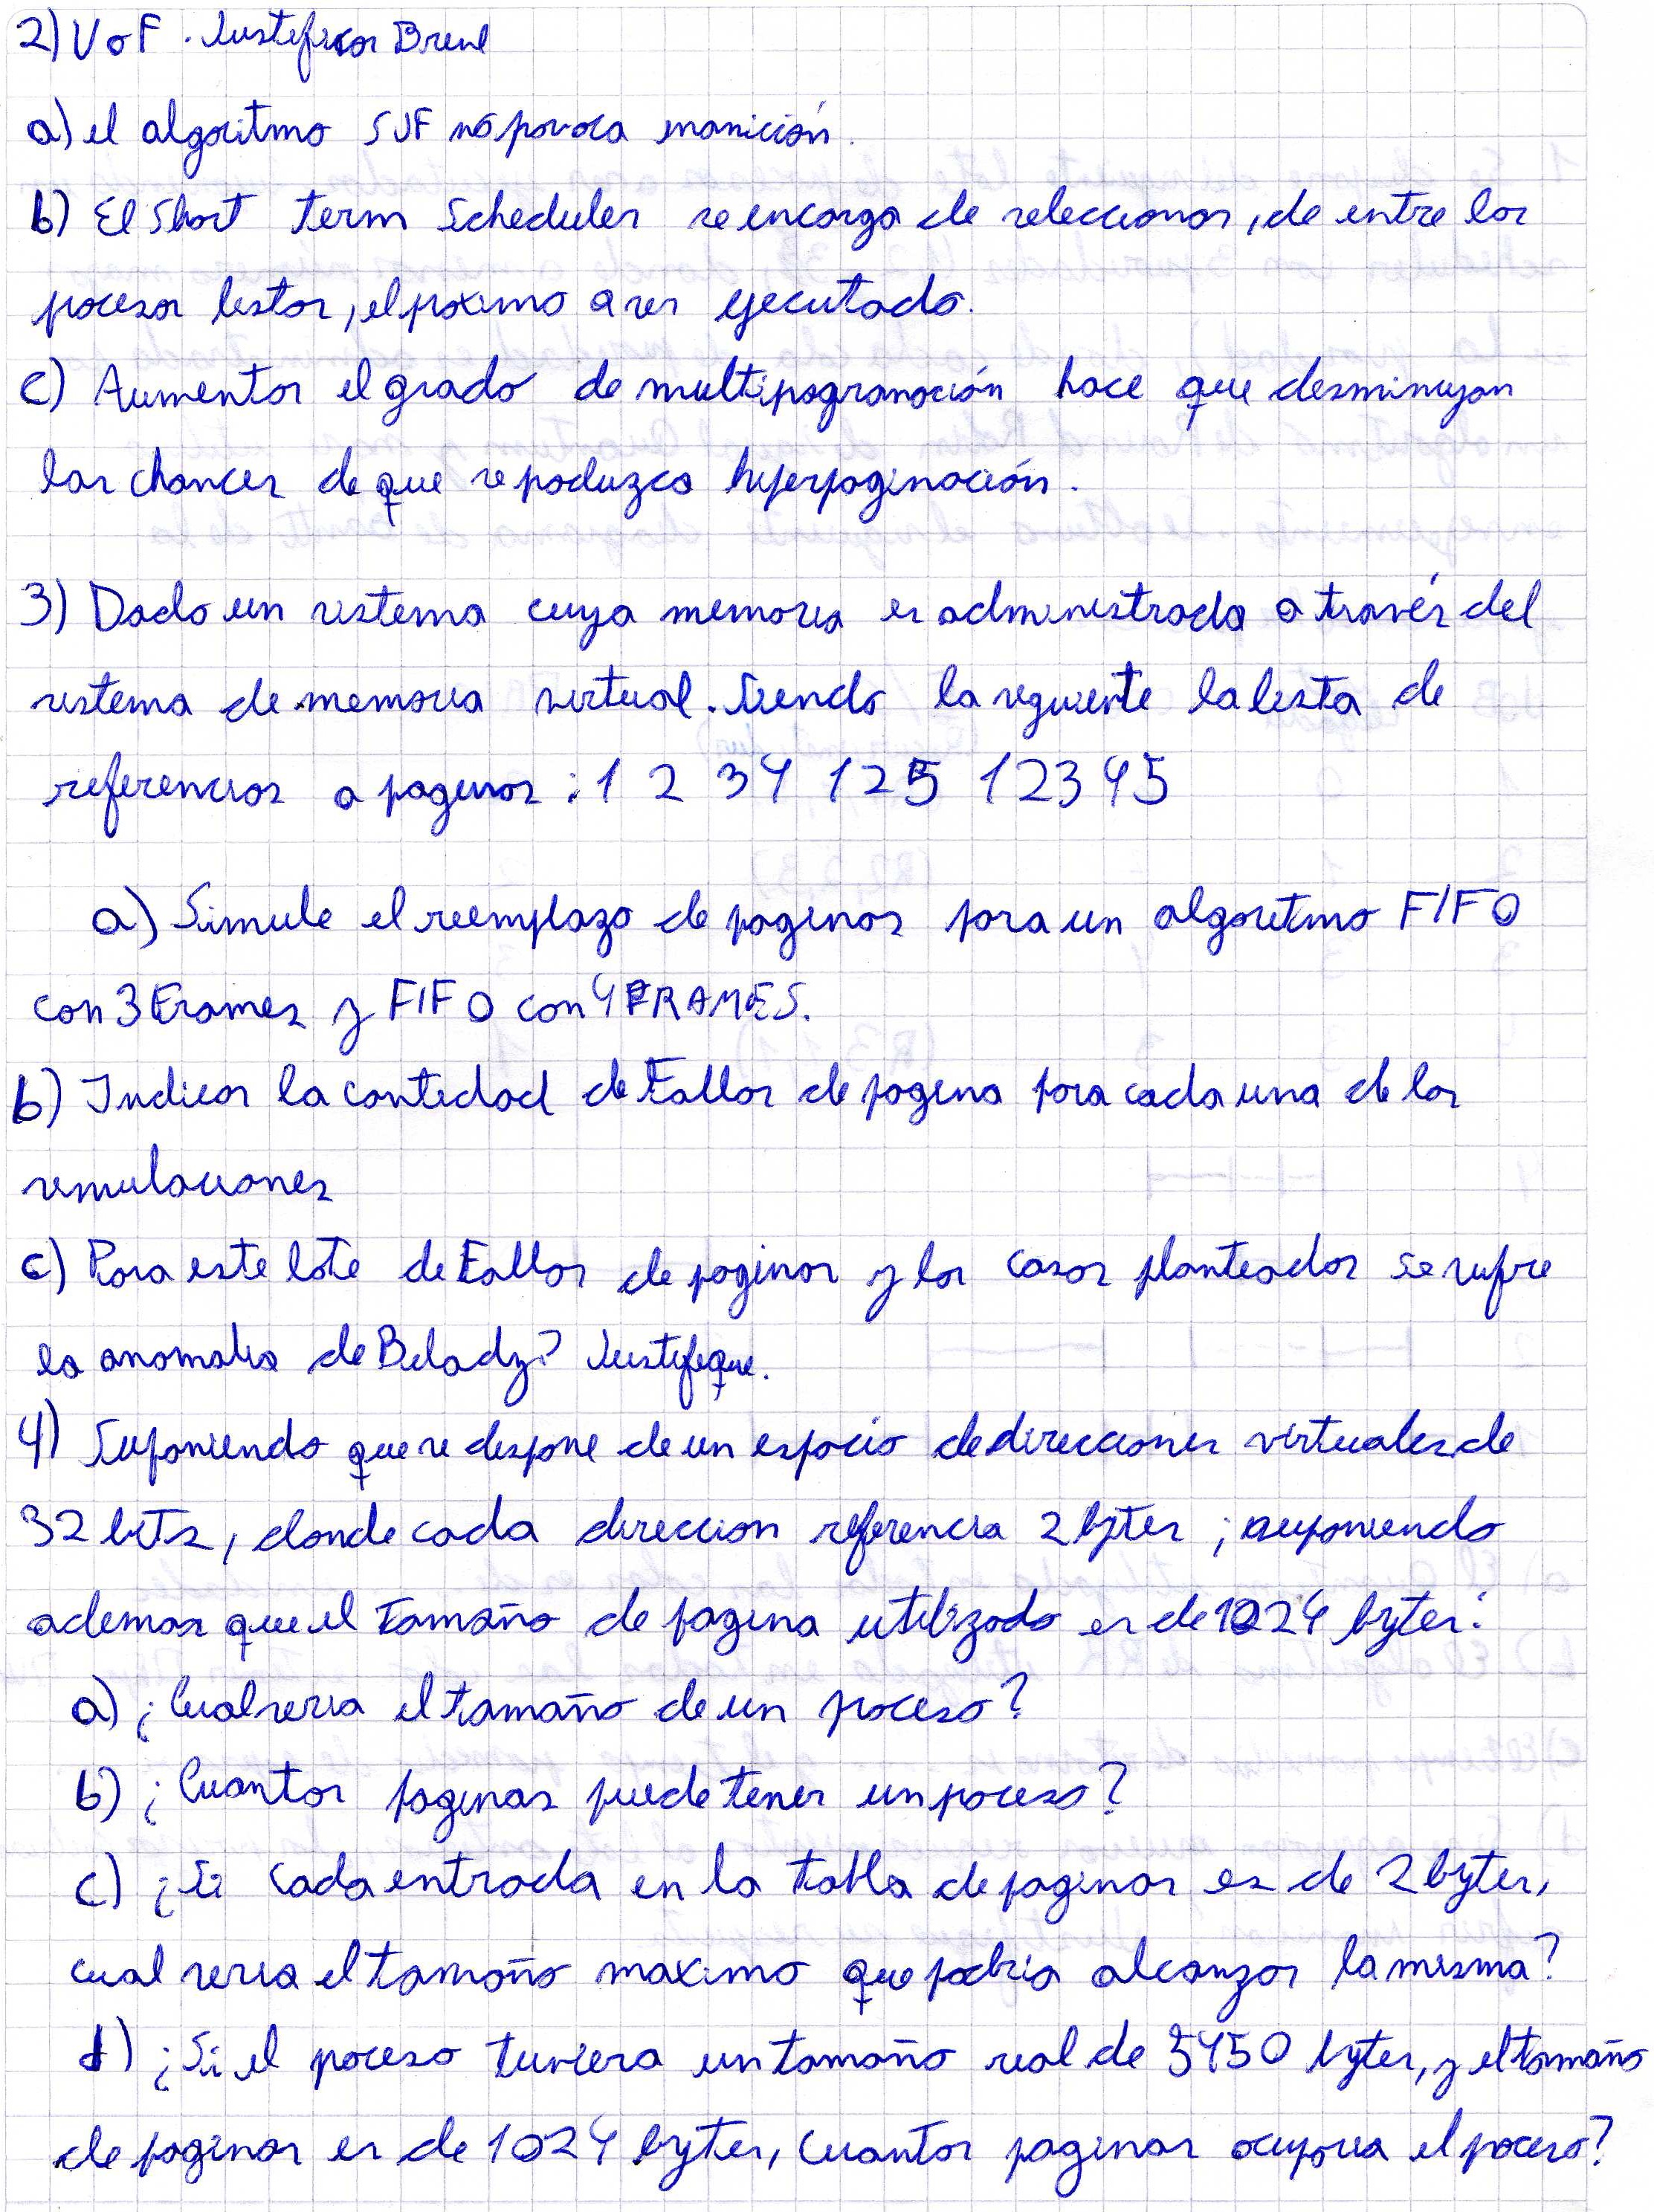 2) V o F . Justificar Breve
a) el algoritmo SJF no provoca inanición.
b) El Short term Scheduler se encarga de seleccionar, de entre los
procesos listos, el proximo a ser ejecutado.
c) Aumentar el grado de multiprogramación hace que desminuyan
las chances de que se produzca hiperpaginación.
3) Dado un sistema cuya memoria es administrada a través del
sistema de memoria virtual. Siendo la siguiente la lista de
referencias a paginas : 1 2 3 4 1 2 5 1 2 3 4 5
a) Simule el reemplazo de paginas para un algoritmo FIFO
con 3 Frames y FIFO con 4 FRAMES.
b) Indicar la cantidad de Fallos de pagina para cada una de las
simulaciones
c) Para este lote de Fallos de paginas y los casos planteados se sufre
la anomalia de Belady? Justifique.
4) Suponiendo que se dispone de un espacio de direcciones virtuales de
32 bits, donde cada direccion referencia 2 bytes ; suponiendo
ademas que el tamaño de pagina utilizado es de 1024 bytes:
a) ¿Cual seria el tamaño de un proceso?
b) ¿Cuantas paginas puede tener un proceso?
c) ¿Si cada entrada en la tabla de paginas es de 2 bytes,
cual seria el tamaño maximo que podria alcanzar la misma?
d) ¿Si el proceso tuviera un tamaño real de 5450 bytes, y el tamaño
de paginas es de 1024 bytes, cuantas paginas ocuparia el proceso?